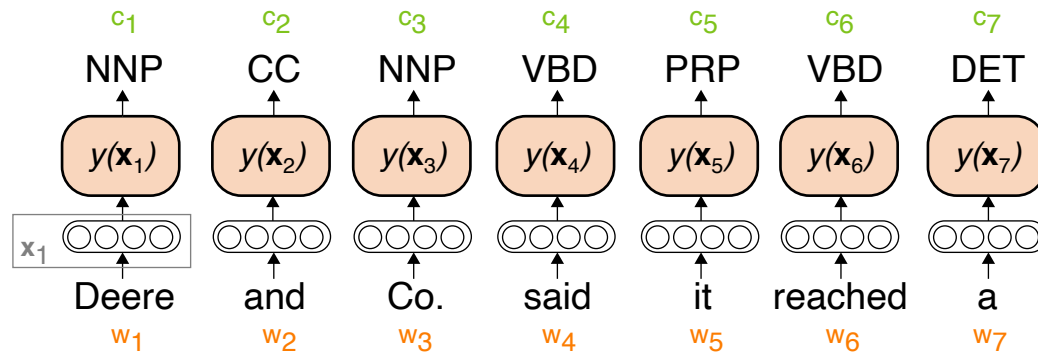 c1 c2 c3 c4 c5 c6 c7
NNP CC NNP VBD PRP VBD DET
y(x1) y(x2) y(x3) y(x4) y(x5) y(x6) y(x7)
x1
Deere and Co. said it reached a
w1 w2 w3 w4 w5 w6 w7